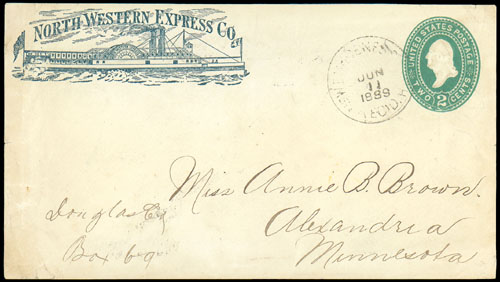 NORTH WESTERN EXPRESS CO.
JUN
11
1889
UNITED STATES POSTAGE
TWO 2 CENTS
Miss Annie B. Brown.
Douglas Co
Alexandria
Box 69
Minnesota